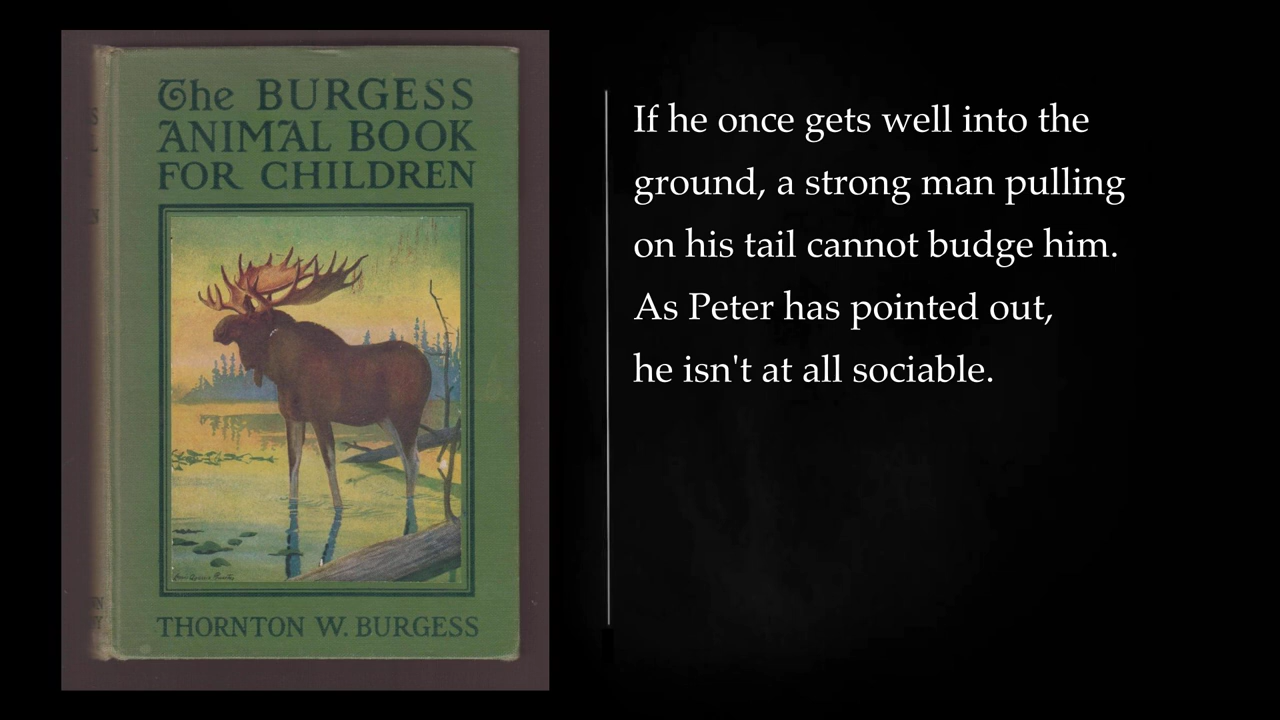 The BURGESS
ANIMAL BOOK
FOR CHILDREN
THORNTON W. BURGESS
If he once gets well into the
ground, a strong man pulling
on his tail cannot budge him.
As Peter has pointed out,
he isn't at all sociable.